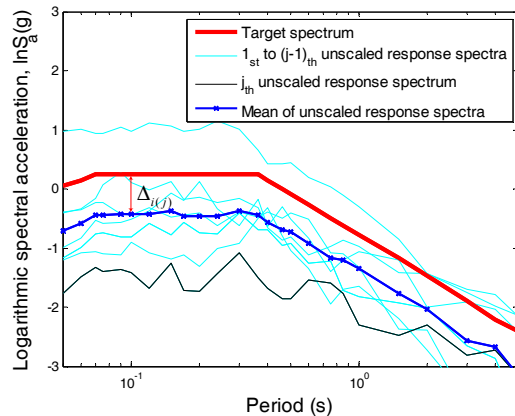 Logarithmic spectral acceleration, lnSₐ(g)
3
2
1
0
-1
-2
-3
Target spectrum
1ₛₜ to (j-1)ₜₕ unscaled response spectra
jₜₕ unscaled response spectrum
Mean of unscaled response spectra
Δᵢ₍ⱼ₎
10⁻¹
10⁰
Period (s)